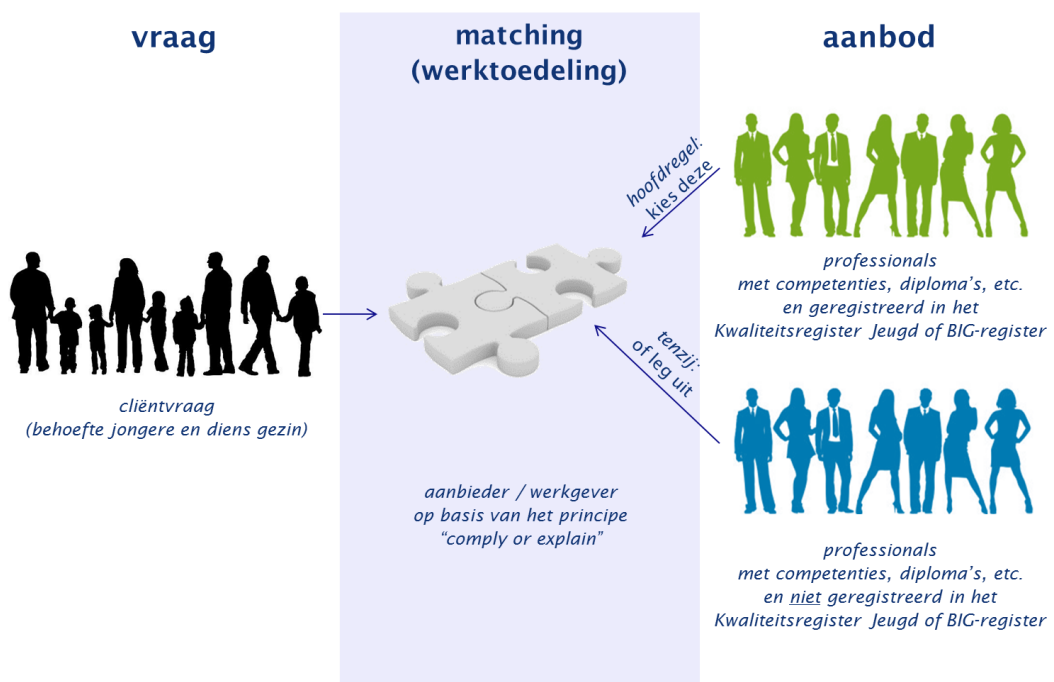 vraag
matching
(werktoedeling)
aanbod
hoofdregel:
kies deze
professionals
met competenties, diploma's, etc.
en geregistreerd in het
Kwaliteitsregister Jeugd of BIG-register
tenzij:
of leg uit
cliëntvraag
(behoefte jongere en diens gezin)
aanbieder / werkgever
op basis van het principe
“comply or explain”
professionals
met competenties, diploma's, etc.
en niet geregistreerd in het
Kwaliteitsregister Jeugd of BIG-register